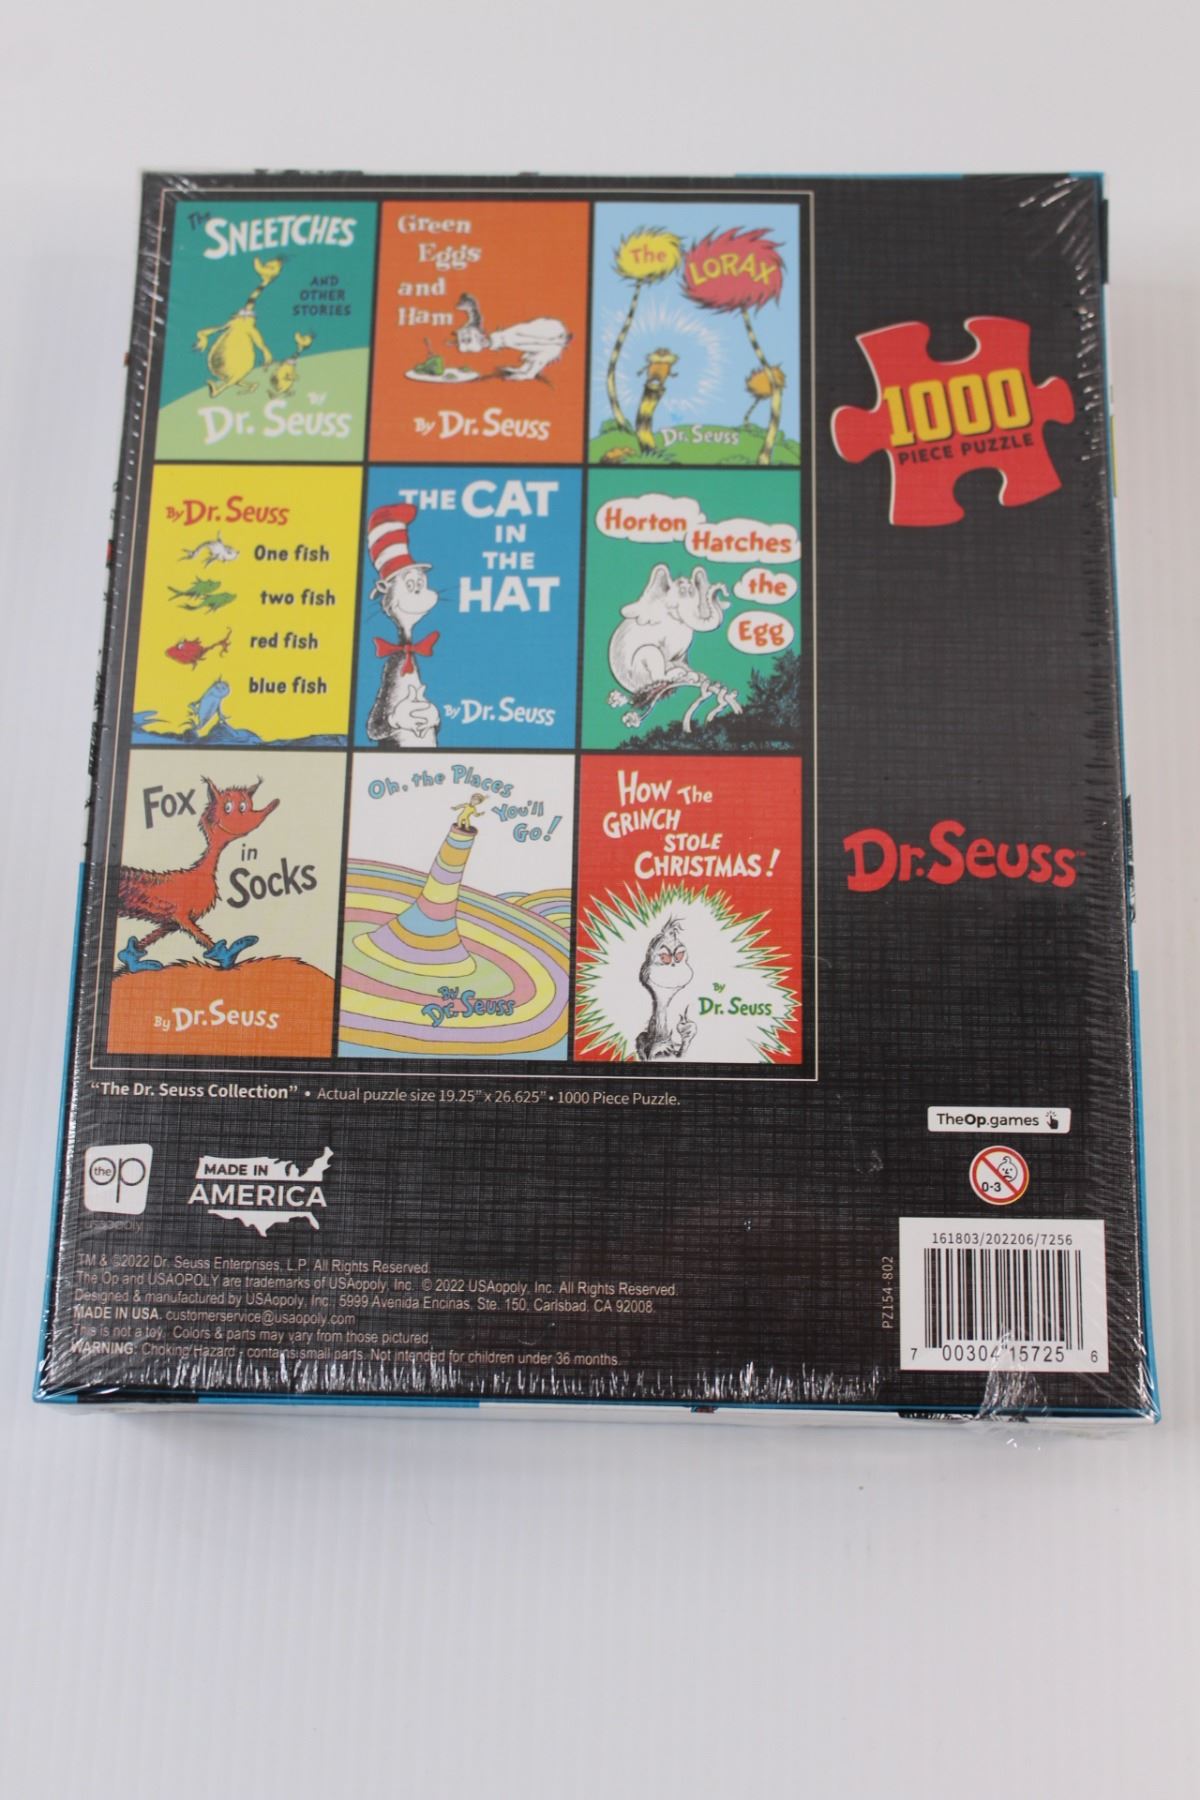 The
SNEETCHES
AND
OTHER
STORIES
By
Dr. Seuss
Green
Eggs
and
Ham
By Dr. Seuss
The
LORAX
Dr. Seuss
By Dr. Seuss
One fish
two fish
red fish
blue fish
THE CAT
IN
THE
HAT
By Dr. Seuss
Horton
Hatches
the
Egg
Fox
in
Socks
By Dr. Seuss
Oh, the Places
You'll
Go!
By
Dr. Seuss
How The
GRINCH
STOLE
CHRISTMAS!
By
Dr. Seuss
1000
PIECE PUZZLE
Dr. Seuss™
"The Dr. Seuss Collection" • Actual puzzle size 19.25" x 26.625" • 1000 Piece Puzzle.
TheOp.games
0-3
the op
usaopoly
MADE IN
AMERICA
TM & ©2022 Dr. Seuss Enterprises, L.P. All Rights Reserved.
The Op and USAOPOLY are trademarks of USAopoly, Inc. © 2022 USAopoly, Inc. All Rights Reserved.
Designed & manufactured by USAopoly, Inc., 5999 Avenida Encinas, Ste. 150, Carlsbad, CA 92008.
MADE IN USA. customerservice@usaopoly.com
This is not a toy. Colors & parts may vary from those pictured.
WARNING: Choking Hazard - contains small parts. Not intended for children under 36 months.
PZ154-802
161803/202206/7256
7 00304 15725 6